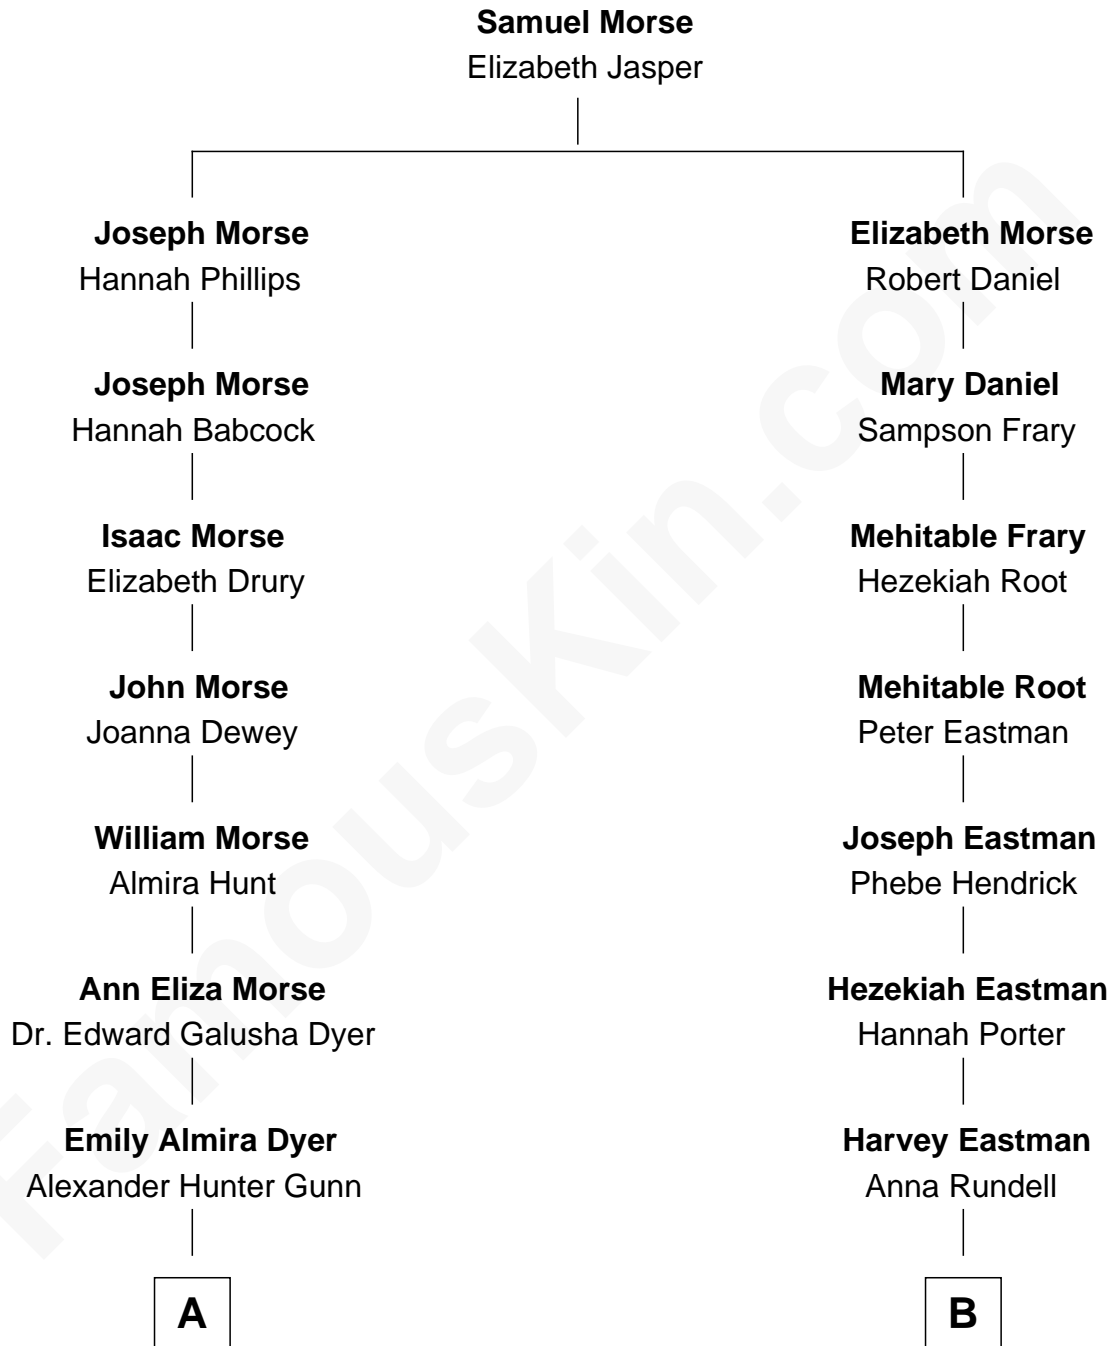 Samuel Morse
Elizabeth Jasper
Joseph Morse
Hannah Phillips
Joseph Morse
Hannah Babcock
Isaac Morse
Elizabeth Drury
John Morse
Joanna Dewey
William Morse
Almira Hunt
Ann Eliza Morse
Dr. Edward Galusha Dyer
Emily Almira Dyer
Alexander Hunter Gunn
A
Elizabeth Morse
Robert Daniel
Mary Daniel
Sampson Frary
Mehitable Frary
Hezekiah Root
Mehitable Root
Peter Eastman
Joseph Eastman
Phebe Hendrick
Hezekiah Eastman
Hannah Porter
Harvey Eastman
Anna Rundell
B
FamousKin.com